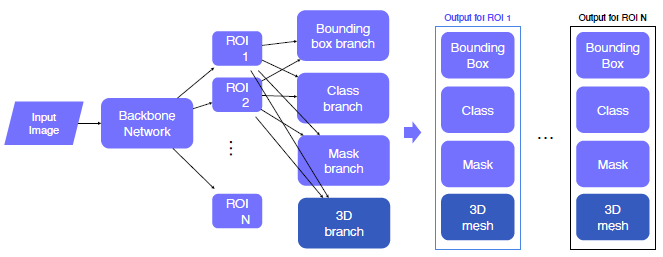 Input
Image
Backbone
Network
ROI
1
ROI
2
⋮
ROI
N
Bounding
box branch
Class
branch
Mask
branch
3D
branch
Output for ROI 1
Bounding
Box
Class
Mask
3D
mesh
...
Output for ROI N
Bounding
Box
Class
Mask
3D
mesh